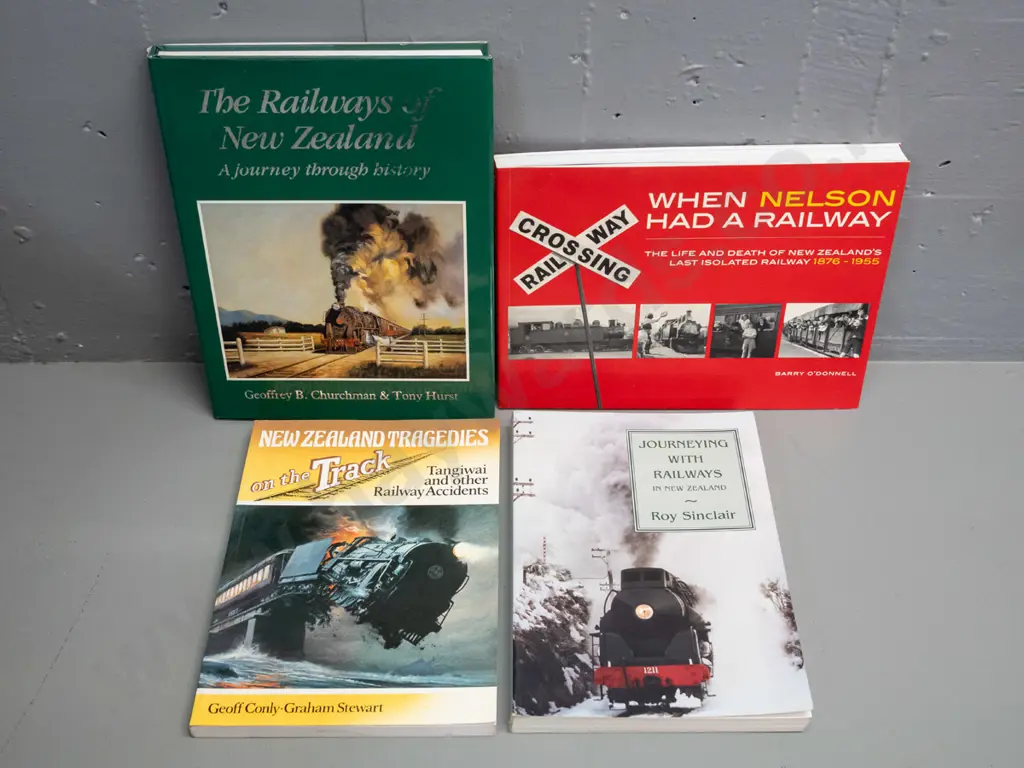 The Railways of
New Zealand
A journey through history
Geoffrey B. Churchman & Tony Hurst
WHEN NELSON
HAD A RAILWAY
THE LIFE AND DEATH OF NEW ZEALAND'S
LAST ISOLATED RAILWAY 1876 - 1955
RAILWAY
CROSSING
BARRY O'DONNELL
NEW ZEALAND TRAGEDIES
on the Track
Tangiwai
and other
Railway Accidents
Geoff Conly-Graham Stewart
JOURNEYING
WITH
RAILWAYS
IN NEW ZEALAND
~
Roy Sinclair
1211